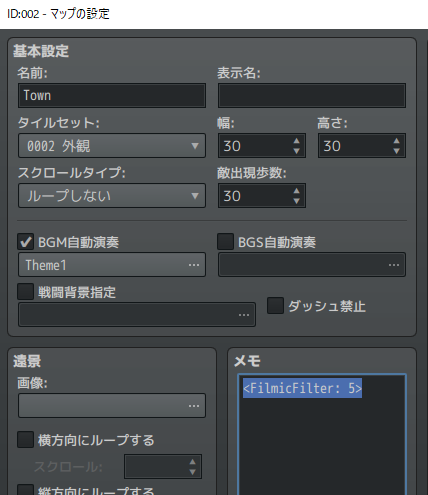 ID:002 - マップの設定
基本設定
名前: 表示名:
Town
タイルセット: 幅: 高さ:
0002 外観 30 30
スクロールタイプ: 敵出現歩数:
ループしない 30
BGM自動演奏 BGS自動演奏
Theme1 ...
...
戦闘背景指定 ダッシュ禁止
...
遠景 メモ
画像: <FilmicFilter: 5>
...
横方向にループする
スクロール:
縦方向にループする